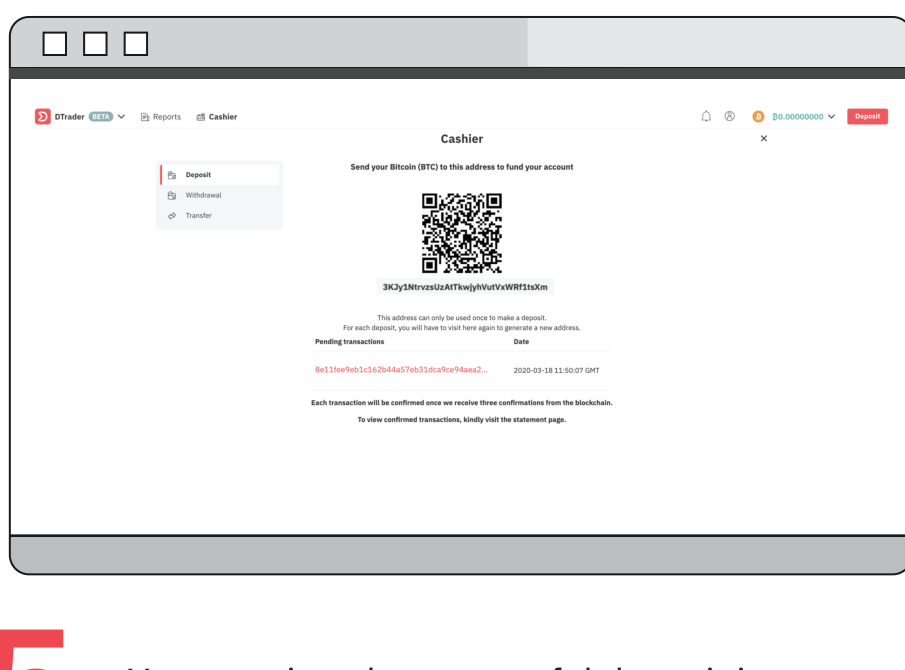 DTrader BETA Reports Cashier ₿0.00000000 Deposit
Cashier
Deposit
Withdrawal
Transfer
Send your Bitcoin (BTC) to this address to fund your account
3KJy1NtrvzsUzAtTkwjyhVutVxWRf1tsXm
This address can only be used once to make a deposit.
For each deposit, you will have to visit here again to generate a new address.
Pending transactions Date
8e11fee9eb1c162b44a57eb31dca9ce94aea2... 2020-03-18 11:50:07 GMT
Each transaction will be confirmed once we receive three confirmations from the blockchain.
To view confirmed transactions, kindly visit the statement page.